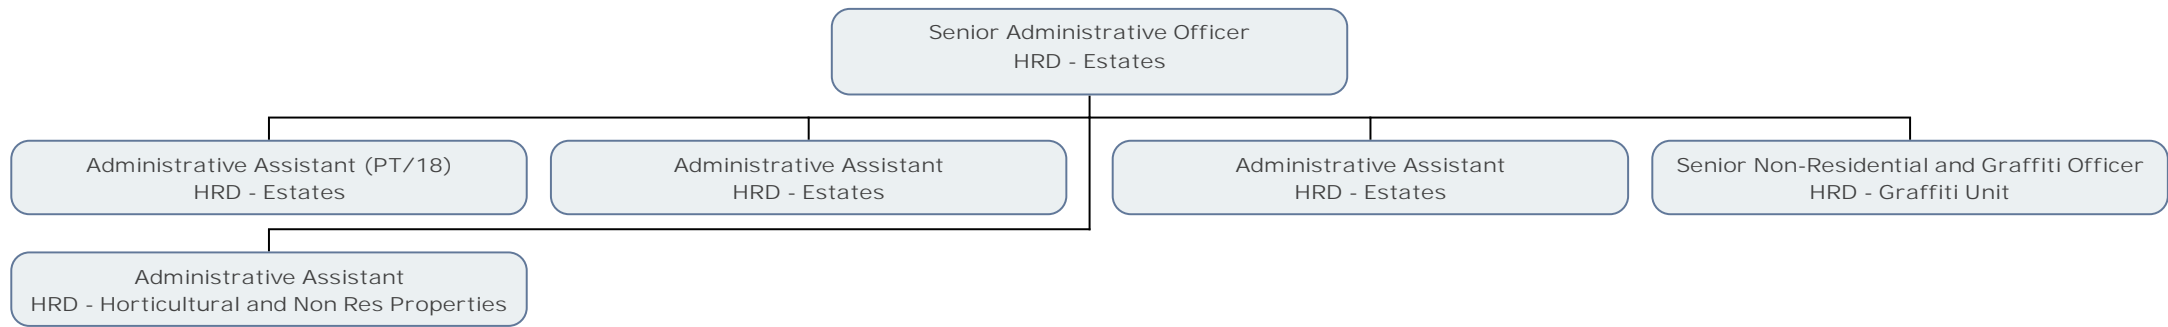 Senior Administrative Officer
HRD - Estates
Administrative Assistant (PT/18)
HRD - Estates
Administrative Assistant
HRD - Estates
Administrative Assistant
HRD - Estates
Senior Non-Residential and Graffiti Officer
HRD - Graffiti Unit
Administrative Assistant
HRD - Horticultural and Non Res Properties